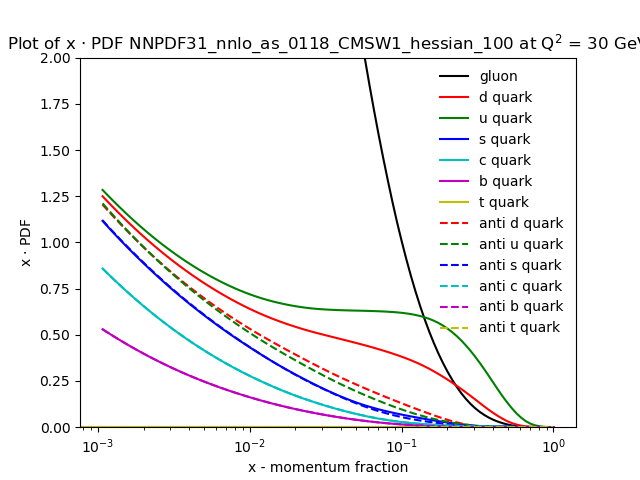 Plot of x · PDF NNPDF31_nnlo_as_0118_CMSW1_hessian_100 at Q² = 30 GeV
2.00
1.75
1.50
1.25
1.00
0.75
0.50
0.25
0.00
x · PDF
gluon
d quark
u quark
s quark
c quark
b quark
t quark
anti d quark
anti u quark
anti s quark
anti c quark
anti b quark
anti t quark
10⁻³ 10⁻² 10⁻¹ 10⁰
x - momentum fraction